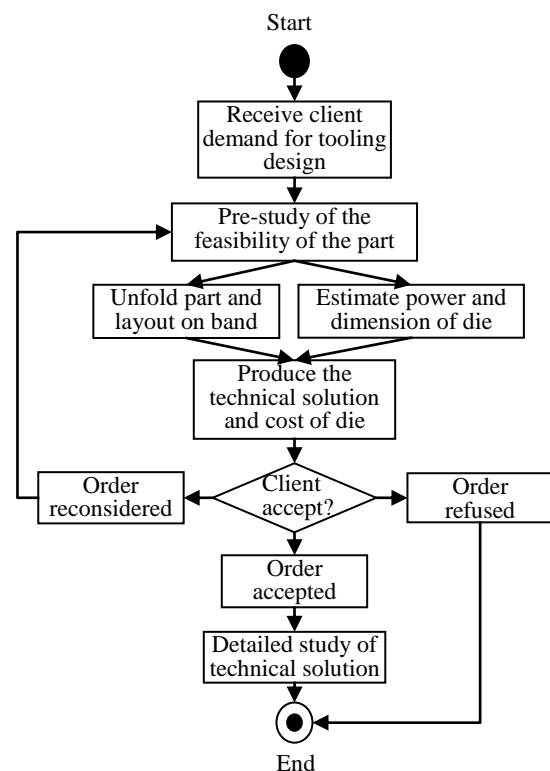 Start
Receive client
demand for tooling
design
Pre-study of the
feasibility of the part
Unfold part and
layout on band
Estimate power and
dimension of die
Produce the
technical solution
and cost of die
Client
accept?
Order
reconsidered
Order
refused
Order
accepted
Detailed study of
technical solution
End